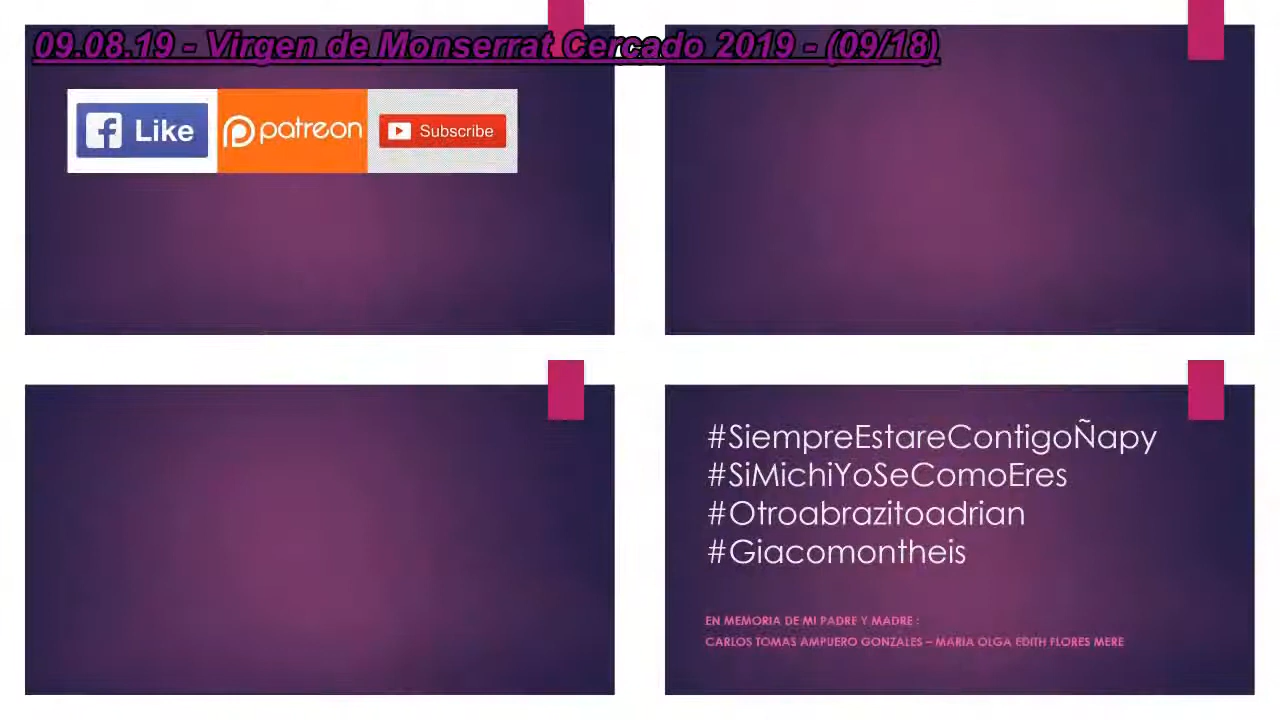 09.08.19 - Virgen de Monserrat Cercado 2019 - (09/18)
Like
patreon
Subscribe
#SiempreEstareContigoÑapy
#SiMichiYoSeComoEres
#Otroabrazitoadrian
#Giacomontheis
EN MEMORIA DE MI PADRE Y MADRE :
CARLOS TOMAS AMPUERO GONZALES – MARIA OLGA EDITH FLORES MERE